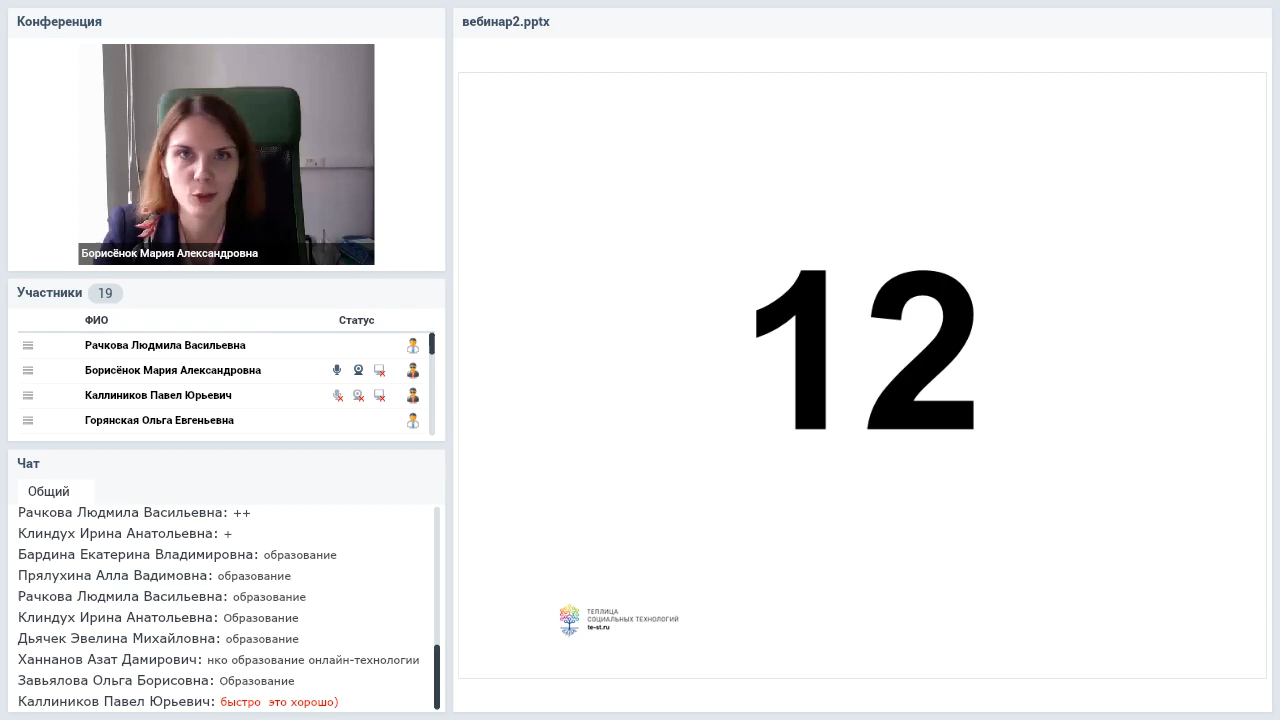 Конференция
Борисёнок Мария Александровна
Участники 19
ФИО Статус
Рачкова Людмила Васильевна
Борисёнок Мария Александровна
Каллиников Павел Юрьевич
Горянская Ольга Евгеньевна
Чат
Общий
Рачкова Людмила Васильевна: ++
Клиндух Ирина Анатольевна: +
Бардина Екатерина Владимировна: образование
Прялухина Алла Вадимовна: образование
Рачкова Людмила Васильевна: образование
Клиндух Ирина Анатольевна: Образование
Дьячек Эвелина Михайловна: образование
Ханнанов Азат Дамирович: нко образование онлайн-технологии
Завьялова Ольга Борисовна: Образование
Каллиников Павел Юрьевич: быстро это хорошо)
вебинар2.pptx
12
ТЕПЛИЦА
СОЦИАЛЬНЫХ ТЕХНОЛОГИЙ
te-st.ru